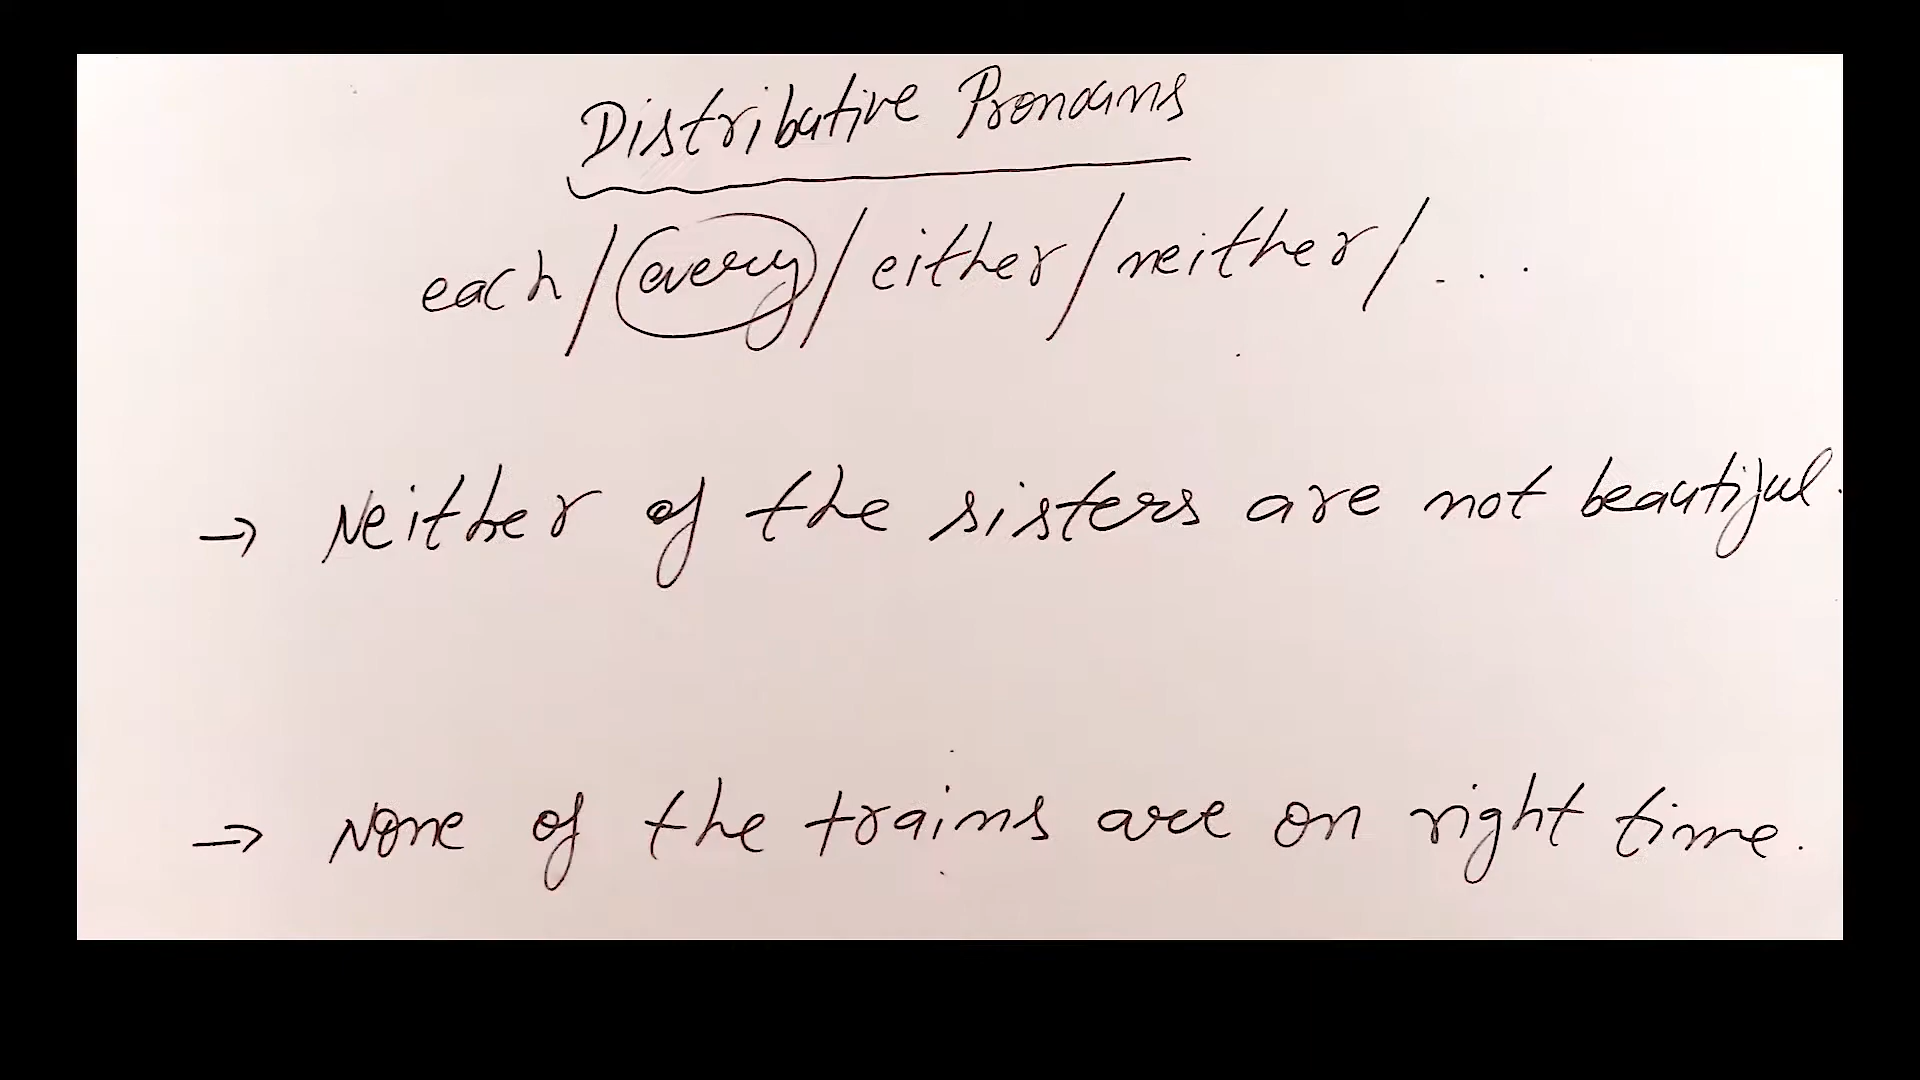 Distributive Pronouns
each / every / either / neither / ...
→ Neither of the sisters are not beautiful.
→ None of the trains are on right time.